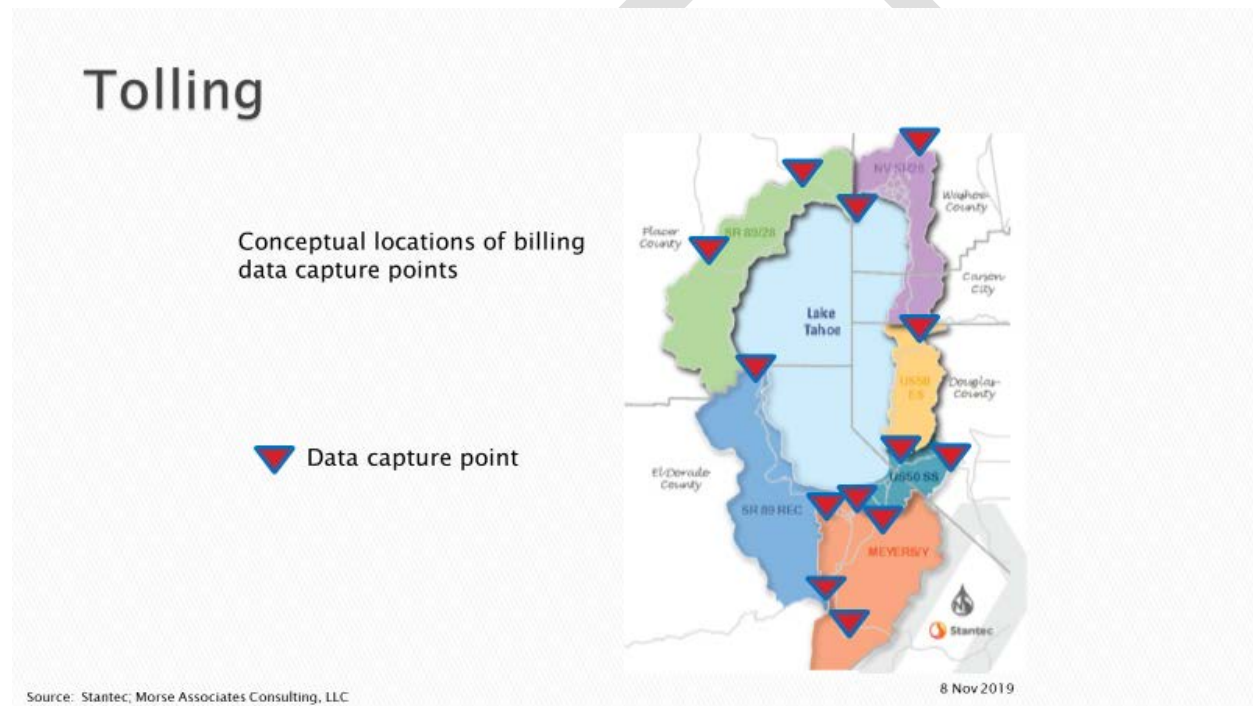 Tolling
Conceptual locations of billing
data capture points
Data capture point
NV SH28
Washoe
County
Placer
County
SR 89/28
Carson
City
Lake
Tahoe
US50
ES
Douglas
County
El Dorado
County
US50 SS
SR 89 REC
MEYERS/Y
Stantec
8 Nov 2019
Source: Stantec; Morse Associates Consulting, LLC